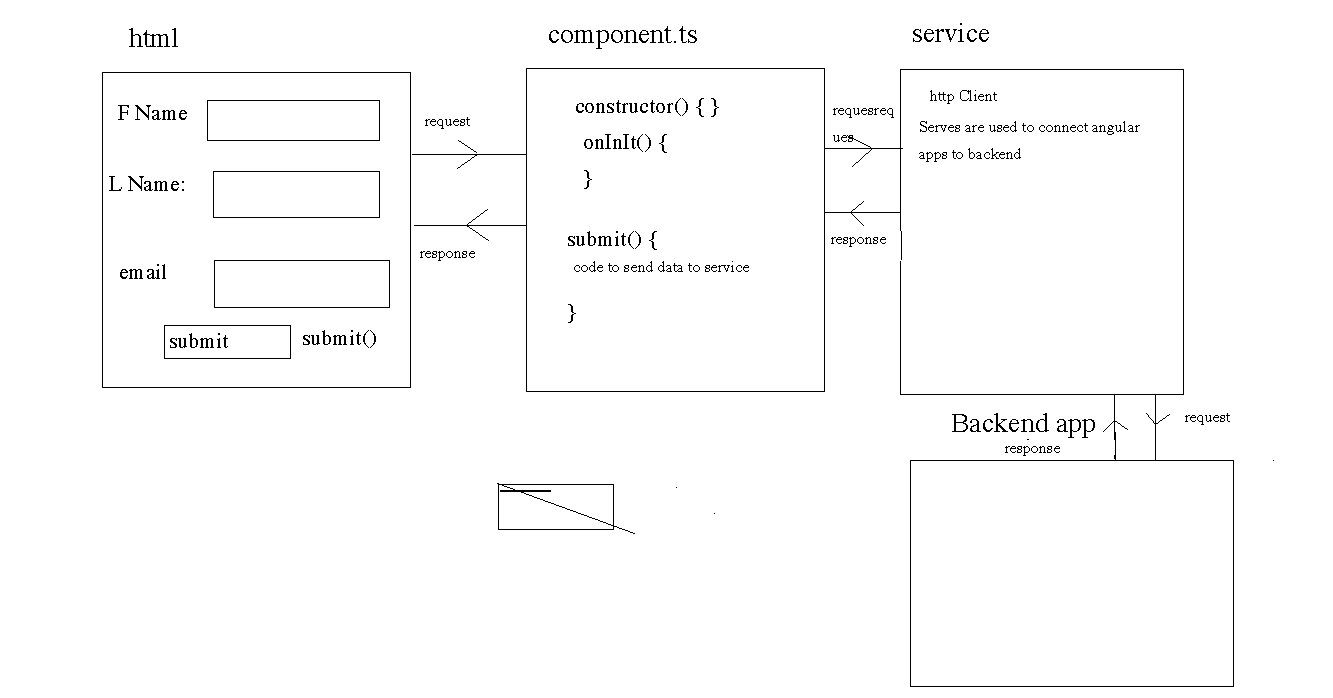 html
F Name
L Name:
email
submit submit()
request
response
component.ts
constructor() { }
onInIt() {
}
submit() {
code to send data to service
}
requesreq
ues
response
service
http Client
Serves are used to connect angular
apps to backend
Backend app
response
request